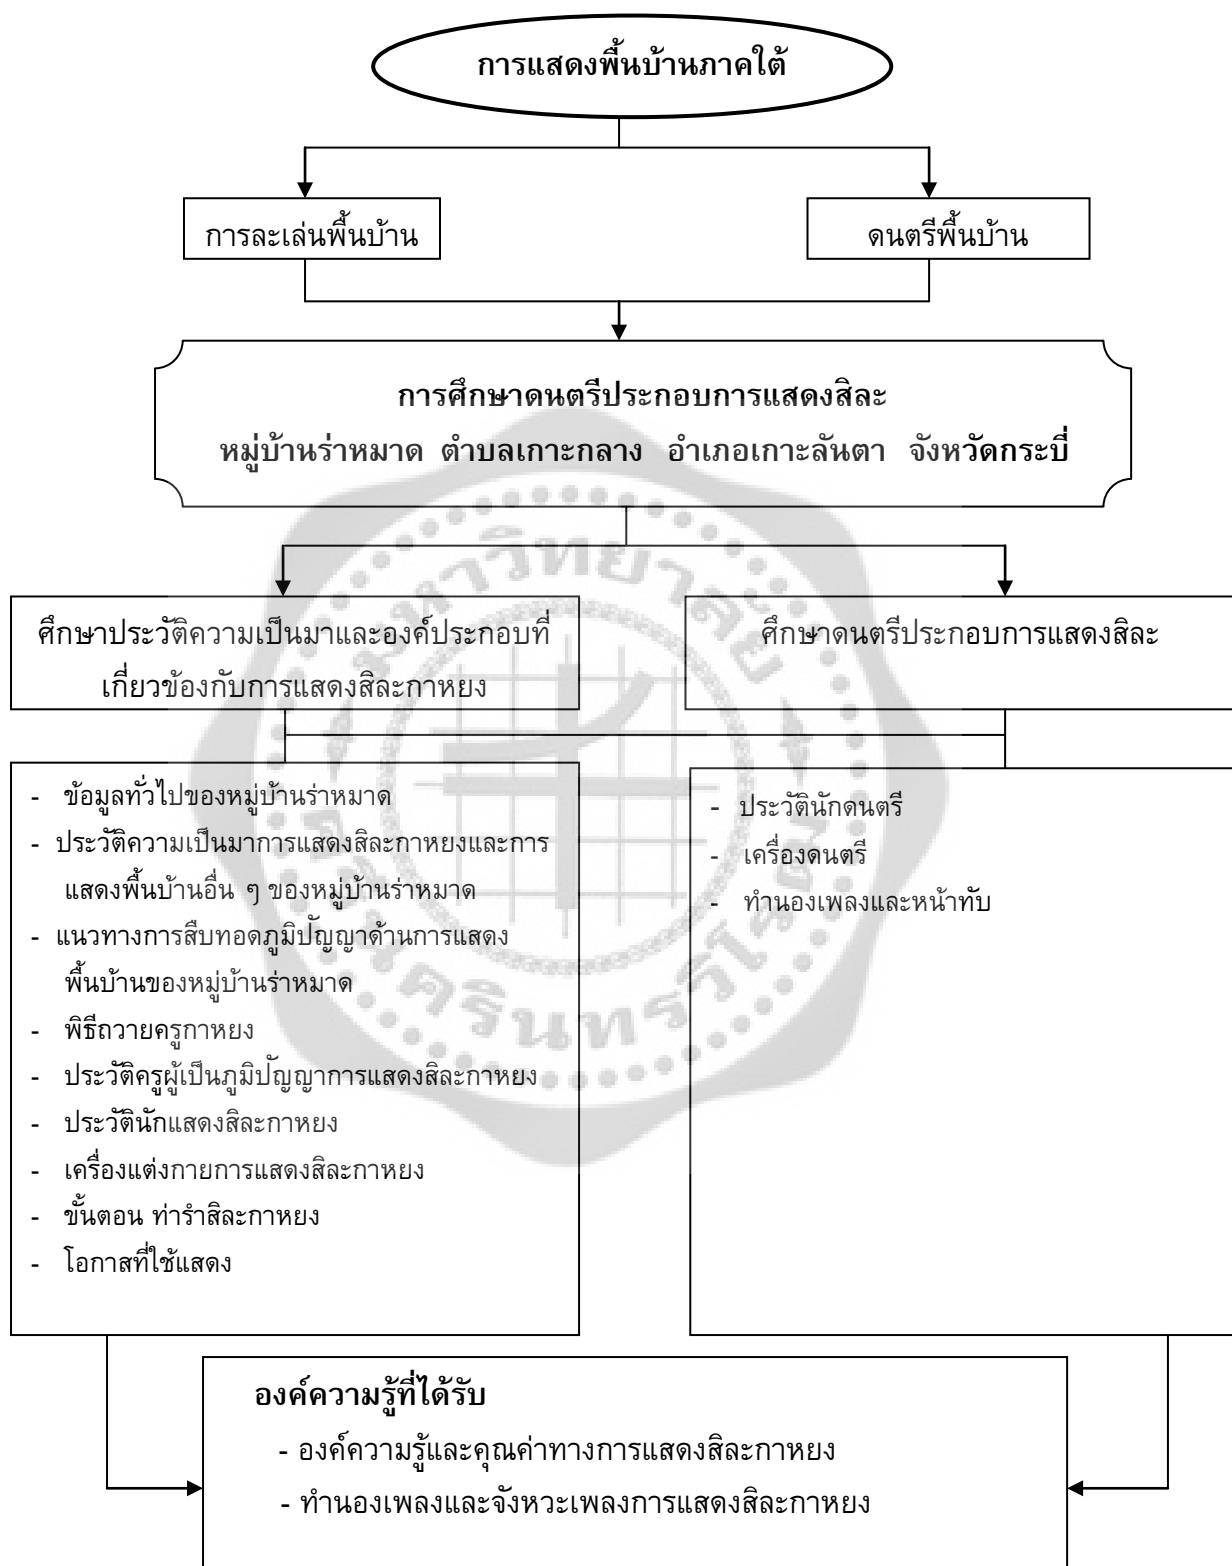 การแสดงพื้นบ้านภาคใต้
การละเล่นพื้นบ้าน
ดนตรีพื้นบ้าน
การศึกษาดนตรีประกอบการแสดงสิละ
หมู่บ้านร่าหมาด ตำบลเกาะกลาง อำเภอเกาะลันตา จังหวัดกระบี่
ศึกษาประวัติความเป็นมาและองค์ประกอบที่
เกี่ยวข้องกับการแสดงสิละกาหยง
ศึกษาดนตรีประกอบการแสดงสิละ
- ข้อมูลทั่วไปของหมู่บ้านร่าหมาด
- ประวัติความเป็นมาการแสดงสิละกาหยงและการ
แสดงพื้นบ้านอื่น ๆ ของหมู่บ้านร่าหมาด
- แนวทางการสืบทอดภูมิปัญญาด้านการแสดง
พื้นบ้านของหมู่บ้านร่าหมาด
- พิธีถวายครูกาหยง
- ประวัติครูผู้เป็นภูมิปัญญาการแสดงสิละกาหยง
- ประวัตินักแสดงสิละกาหยง
- เครื่องแต่งกายการแสดงสิละกาหยง
- ขั้นตอน ท่ารำสิละกาหยง
- โอกาสที่ใช้แสดง
- ประวัตินักดนตรี
- เครื่องดนตรี
- ทำนองเพลงและหน้าทับ
องค์ความรู้ที่ได้รับ
- องค์ความรู้และคุณค่าทางการแสดงสิละกาหยง
- ทำนองเพลงและจังหวะเพลงการแสดงสิละกาหยง
มหาวิทยาลัย
ศรีนครินทรวิโรฒ